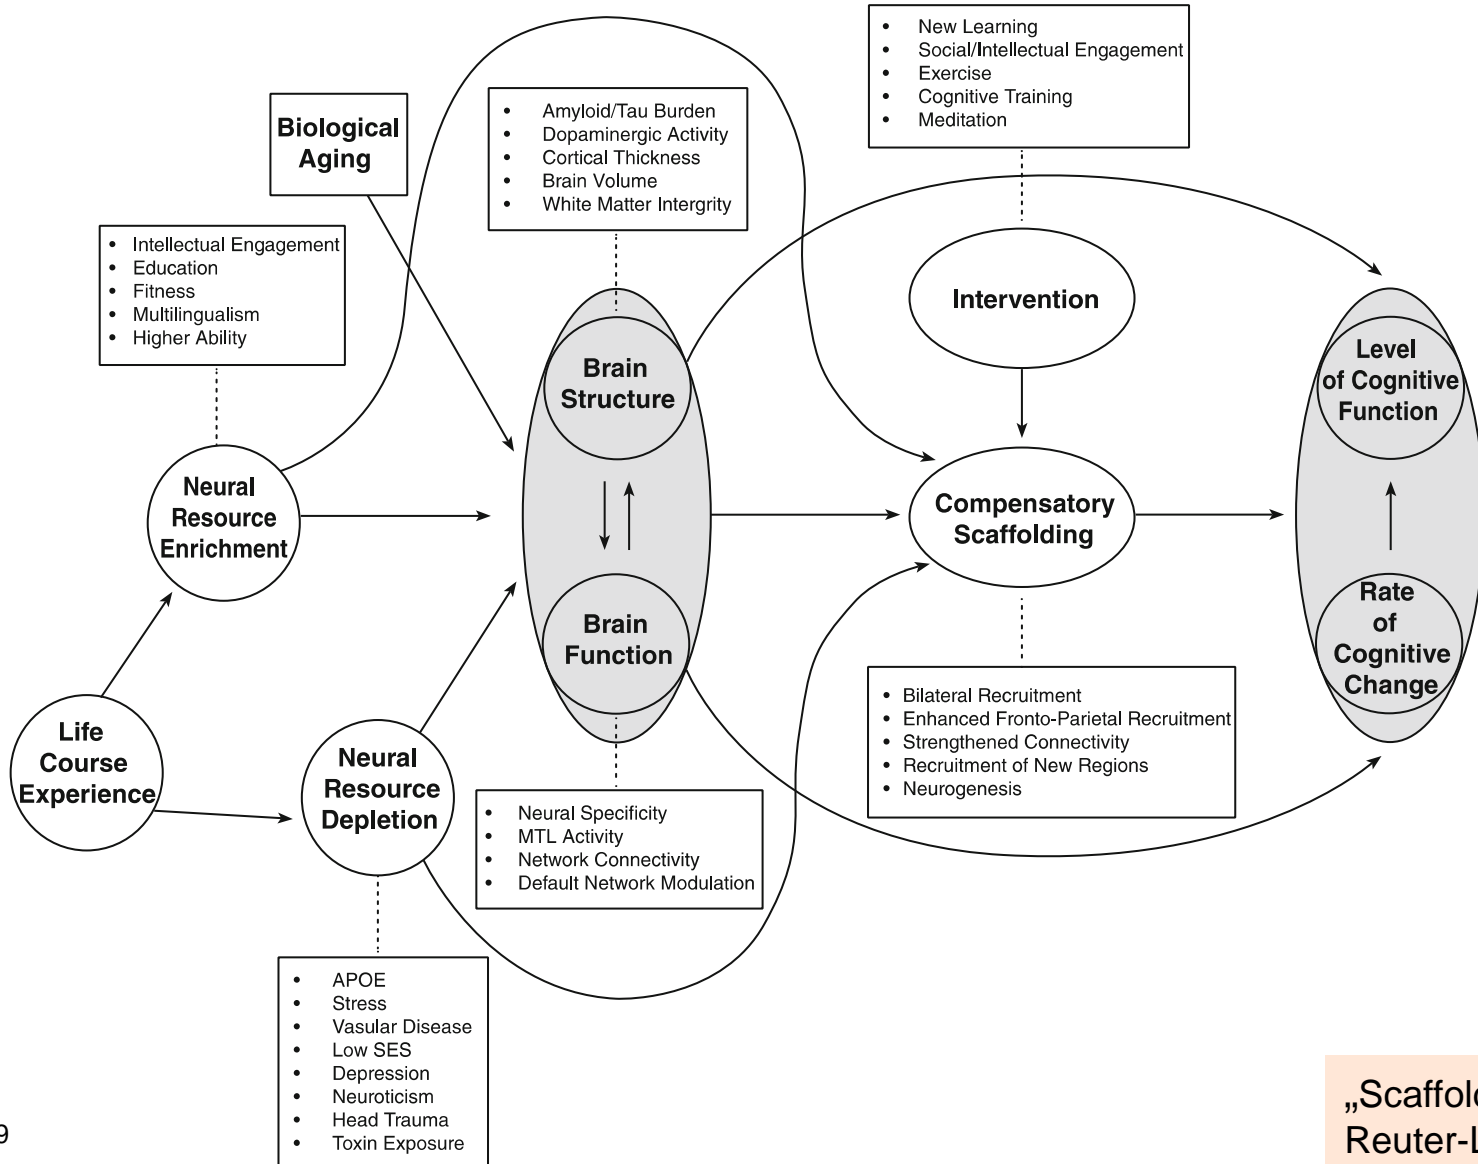 • New Learning
• Social/Intellectual Engagement
• Exercise
• Cognitive Training
• Meditation
Biological
Aging
• Amyloid/Tau Burden
• Dopaminergic Activity
• Cortical Thickness
• Brain Volume
• White Matter Intergrity
• Intellectual Engagement
• Education
• Fitness
• Multilingualism
• Higher Ability
Intervention
Brain
Structure
Level
of Cognitive
Function
Neural
Resource
Enrichment
Compensatory
Scaffolding
Brain
Function
Rate
of
Cognitive
Change
Life
Course
Experience
Neural
Resource
Depletion
• Bilateral Recruitment
• Enhanced Fronto-Parietal Recruitment
• Strengthened Connectivity
• Recruitment of New Regions
• Neurogenesis
• Neural Specificity
• MTL Activity
• Network Connectivity
• Default Network Modulation
• APOE
• Stress
• Vasular Disease
• Low SES
• Depression
• Neuroticism
• Head Trauma
• Toxin Exposure
9
Reuter-L